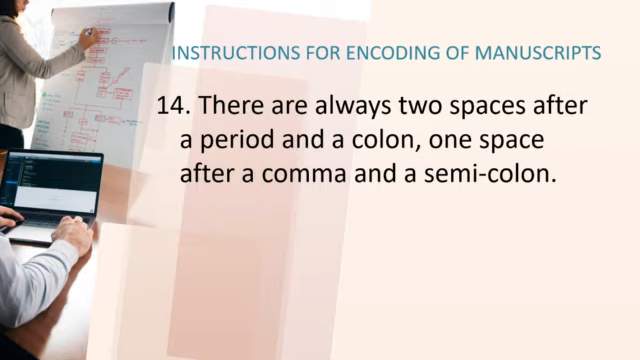 INSTRUCTIONS FOR ENCODING OF MANUSCRIPTS
14. There are always two spaces after
a period and a colon, one space
after a comma and a semi-colon.